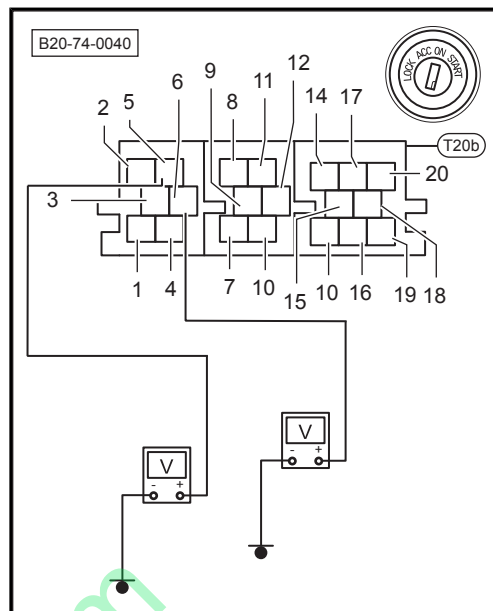 B20-74-0040
LOCK ACC ON START
2 5 6 9 8 11 12 14 17
T20b
20
3
1 4 7 10 15 10 16 19 18
V
- +
V
- +
m